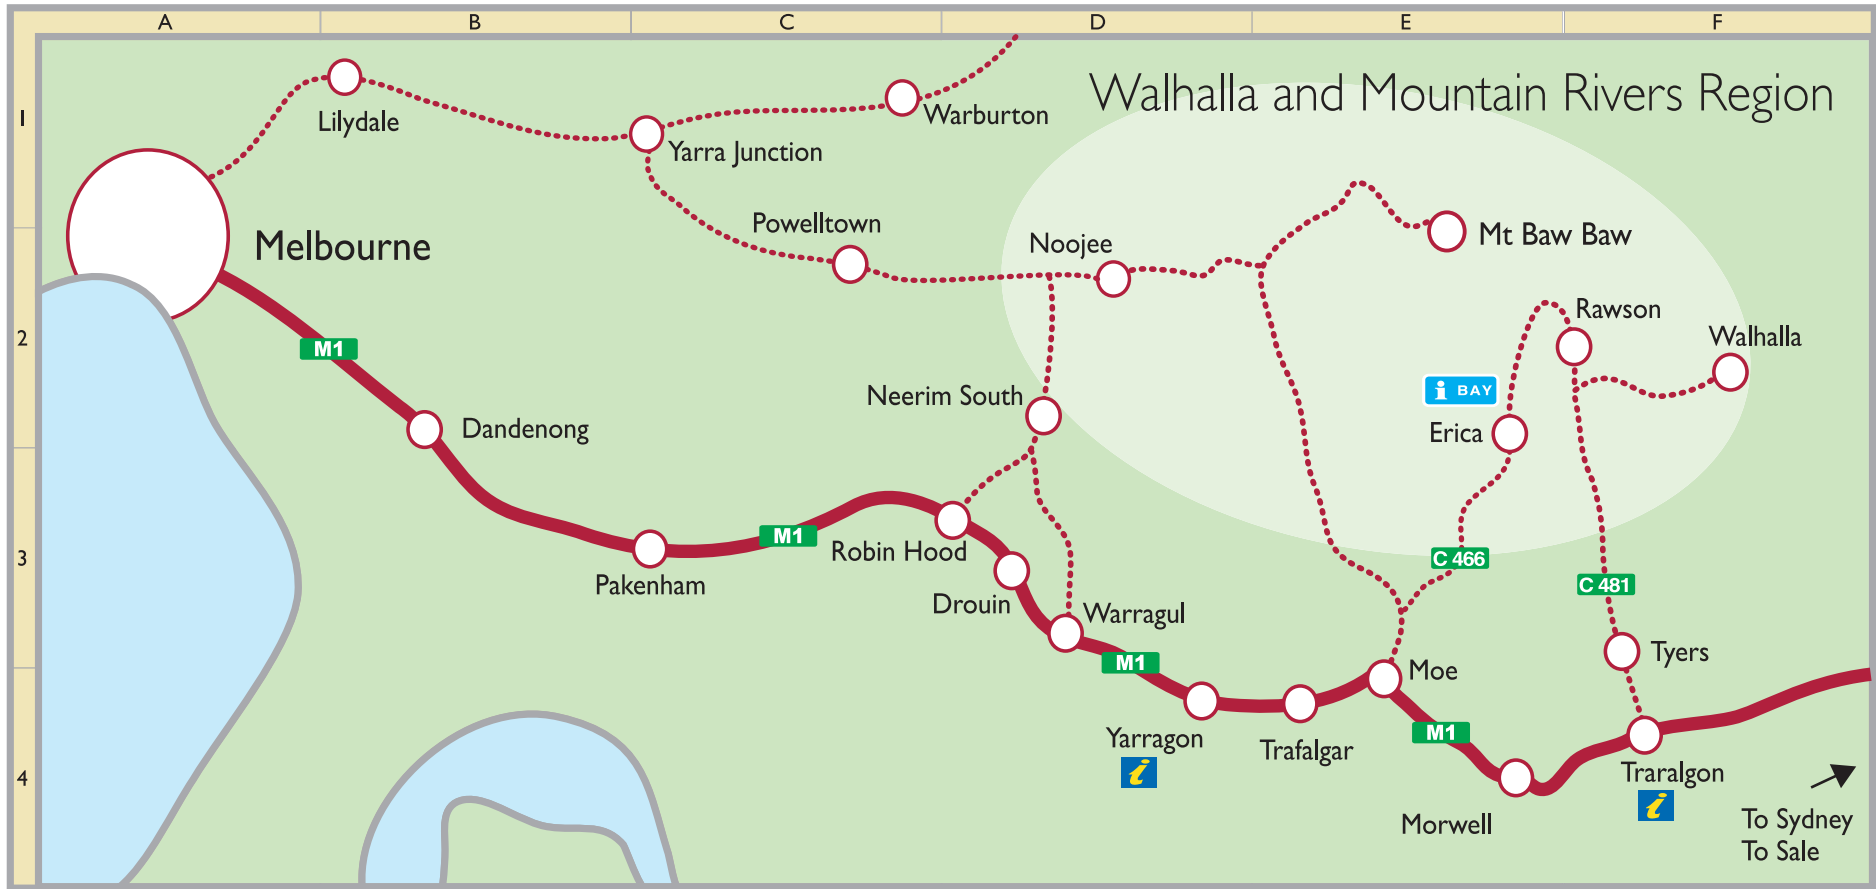 A B C D E F
1
2
3
4
Walhalla and Mountain Rivers Region
Lilydale
Warburton
Yarra Junction
Powelltown
Melbourne
Noojee
Mt Baw Baw
Rawson
Walhalla
M1
i BAY
Neerim South
Dandenong
Erica
M1
Robin Hood
C 466
Pakenham
C 481
Drouin
Warragul
Tyers
M1
Moe
Yarragon
i
Trafalgar
M1
Traralgon
i
Morwell
To Sydney
To Sale